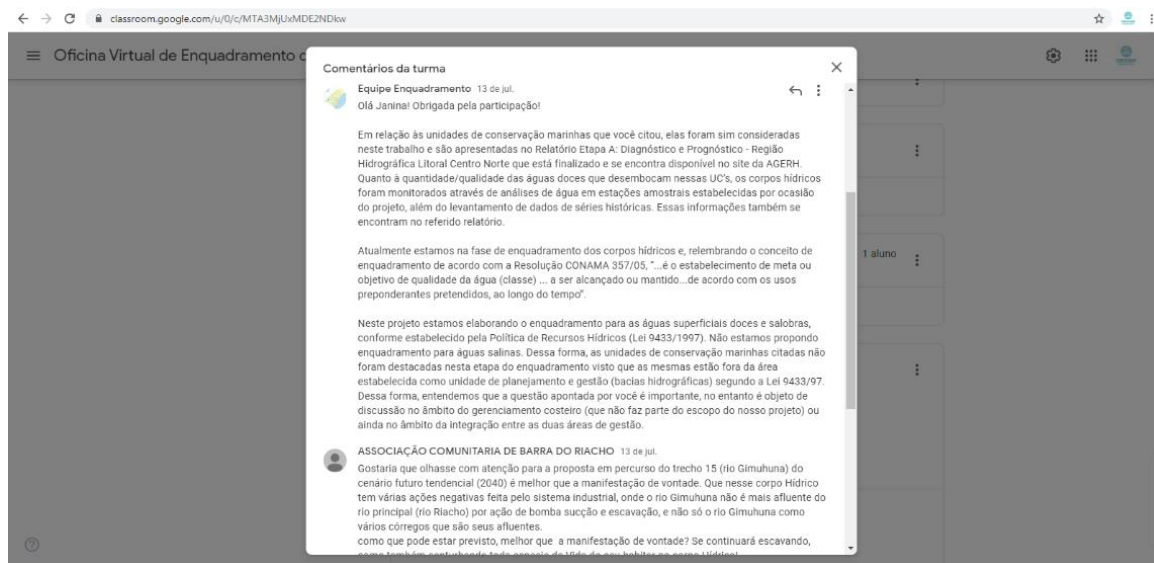 classroom.google.com/u/0/c/MTA3MjUxMDE2NDkw
Oficina Virtual de Enquadramento
Comentários da turma
Equipe Enquadramento 13 de jul.
Olá Janina! Obrigada pela participação!
Em relação às unidades de conservação marinhas que você citou, elas foram sim consideradas
neste trabalho e são apresentadas no Relatório Etapa A: Diagnóstico e Prognóstico - Região
Hidrográfica Litoral Centro Norte que está finalizado e se encontra disponível no site da AGERH.
Quanto à quantidade/qualidade das águas doces que desembocam nessas UC's, os corpos hídricos
foram monitorados através de análises de água em estações amostrais estabelecidas por ocasião
do projeto, além do levantamento de dados de séries históricas. Essas informações também se
encontram no referido relatório.
Atualmente estamos na fase de enquadramento dos corpos hídricos e, relembrando o conceito de
enquadramento de acordo com a Resolução CONAMA 357/05, "...é o estabelecimento de meta ou
objetivo de qualidade da água (classe) ... a ser alcançado ou mantido...de acordo com os usos
preponderantes pretendidos, ao longo do tempo".
Neste projeto estamos elaborando o enquadramento para as águas superficiais doces e salobras,
conforme estabelecido pela Política de Recursos Hídricos (Lei 9433/1997). Não estamos propondo
enquadramento para águas salinas. Dessa forma, as unidades de conservação marinhas citadas não
foram destacadas nesta etapa do enquadramento visto que as mesmas estão fora da área
estabelecida como unidade de planejamento e gestão (bacias hidrográficas) segundo a Lei 9433/97.
Dessa forma, entendemos que a questão apontada por você é importante, no entanto é objeto de
discussão no âmbito do gerenciamento costeiro (que não faz parte do escopo do nosso projeto) ou
ainda no âmbito da integração entre as duas áreas de gestão.
1 aluno
ASSOCIAÇÃO COMUNITARIA DE BARRA DO RIACHO 13 de jul.
Gostaria que olhasse com atenção para a proposta em percurso do trecho 15 (rio Gimuhuna) do
cenário futuro tendencial (2040) é melhor que a manifestação de vontade. Que nesse corpo Hídrico
tem várias ações negativas feita pelo sistema industrial, onde o rio Gimuhuna não é mais afluente do
rio principal (rio Riacho) por ação de bomba sucção e escavação, e não só o rio Gimuhuna como
vários córregos que são seus afluentes.
como que pode estar previsto, melhor que a manifestação de vontade? Se continuará escavando,